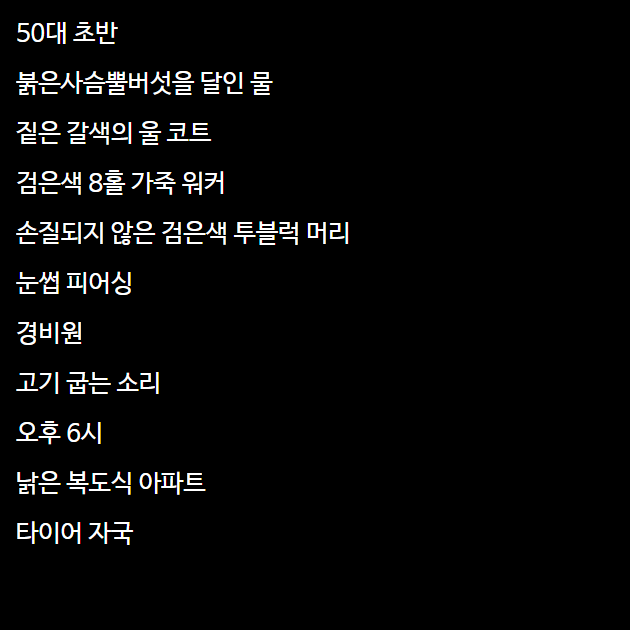 50대 초반
붉은사슴뿔버섯을 달인 물
짙은 갈색의 울 코트
검은색 8홀 가죽 워커
손질되지 않은 검은색 투블럭 머리
눈썹 피어싱
경비원
고기 굽는 소리
오후 6시
낡은 복도식 아파트
타이어 자국